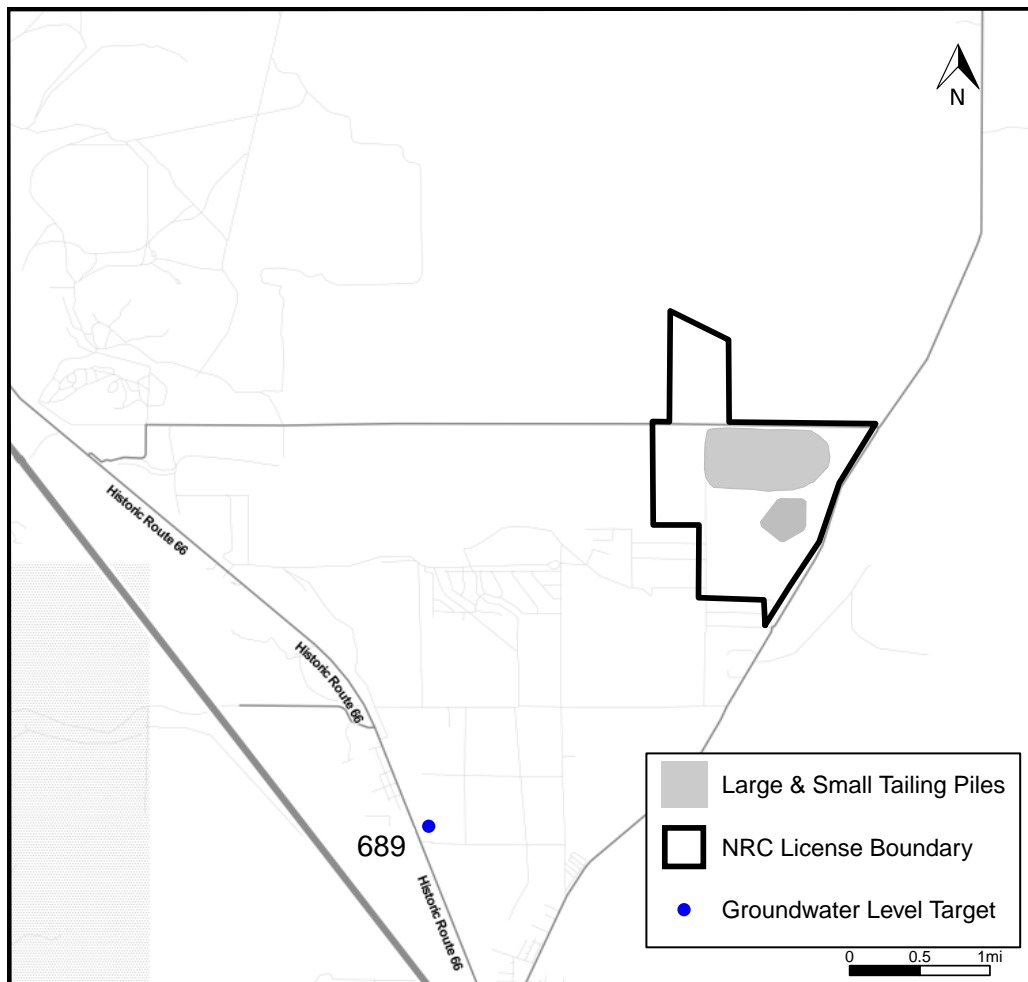 N
Historic Route 66
Historic Route 66
689
Historic Route 66
Large & Small Tailing Piles
NRC License Boundary
Groundwater Level Target
0 0.5 1mi